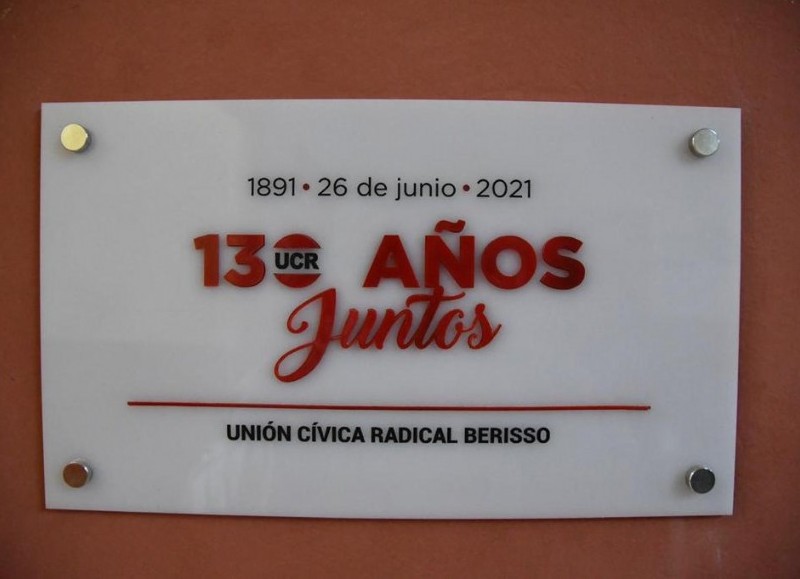 1891 • 26 de junio • 2021
130 AÑOS
UCR
Juntos
UNIÓN CÍVICA RADICAL BERISSO